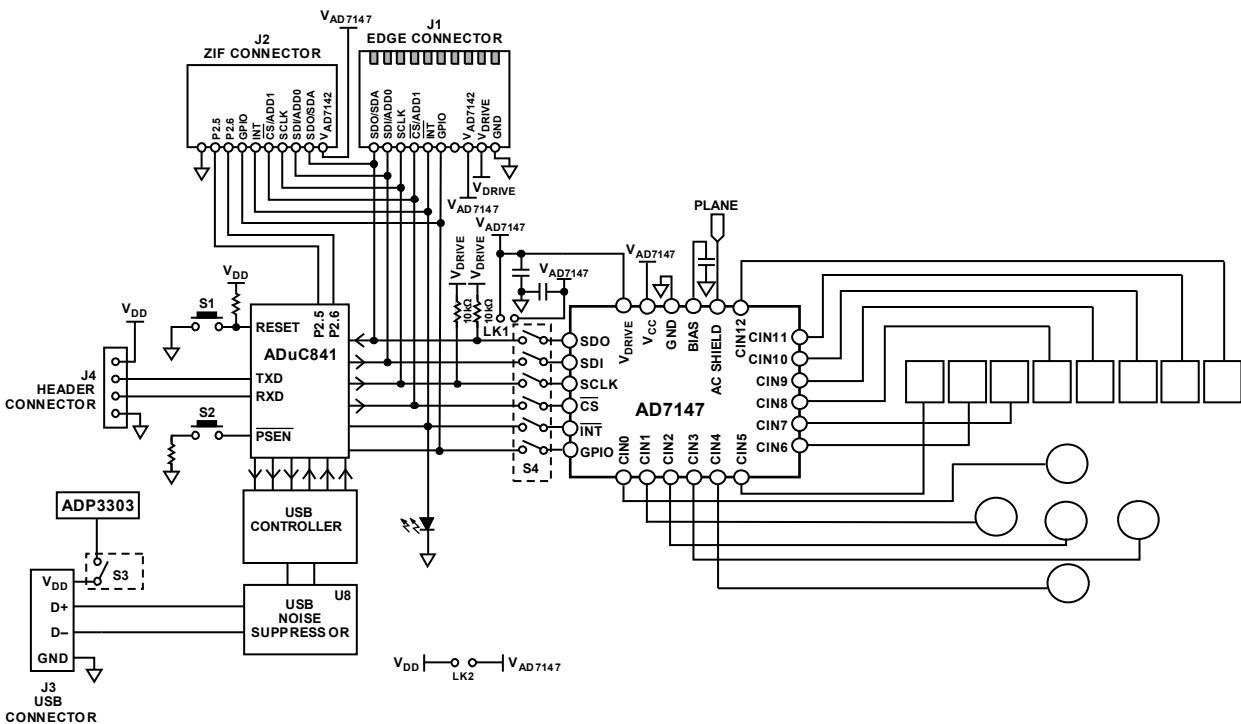 VAD7147
J2
ZIF CONNECTOR
J1
EDGE CONNECTOR
P2.5
P2.6
GPIO
INT
CS/ADD1
SCLK
SDI/ADD0
SDO/SDA
VAD7142
SDO/SDA
SDI/ADD0
SCLK
CS/ADD1
INT
GPIO
VAD7142
VDRIVE
GND
VDRIVE
VAD7147
VAD7147
PLANE
VDRIVE
VDRIVE
VAD7147
VAD7147
10kΩ
10kΩ
LK1
VDD
S1
VDD
J4
HEADER
CONNECTOR
S2
RESET
P2.5
P2.6
ADuC841
TXD
RXD
PSEN
S4
SDO
SDI
SCLK
CS
INT
GPIO
VDRIVE
VCC
GND
BIAS
AC SHIELD
CIN12
AD7147
CIN11
CIN10
CIN9
CIN8
CIN7
CIN6
CIN0
CIN1
CIN2
CIN3
CIN4
CIN5
ADP3303
S3
USB
CONTROLLER
VDD
D+
D–
GND
U8
USB
NOISE
SUPPRESSOR
J3
USB
CONNECTOR
VDD
LK2
VAD7147